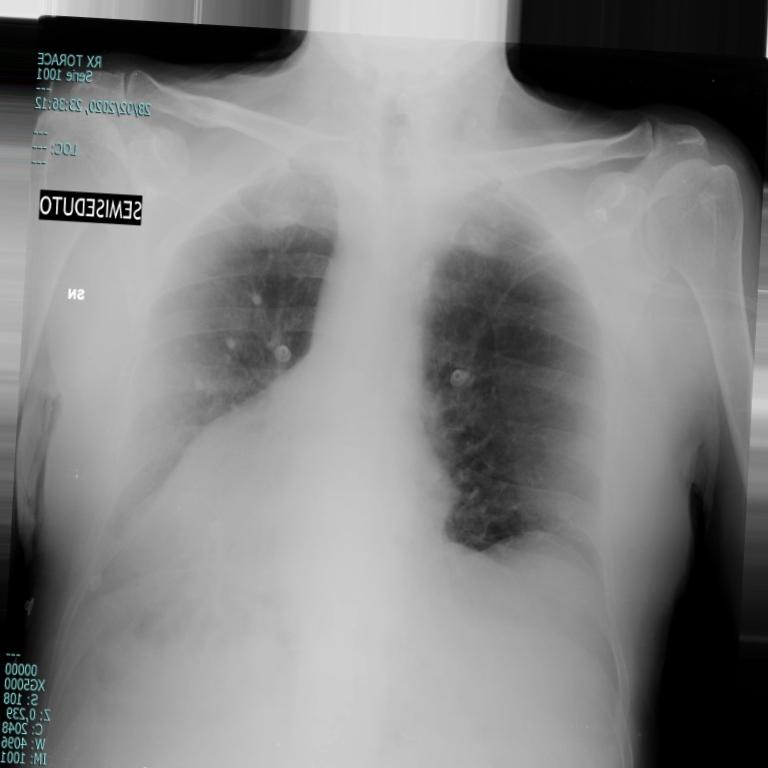 RX TORACE
Serie 1001
---
28/02/2020, 23:36:12
---
LOC: ---
---
SEMISEDUTO
SN
---
00000
XG5000
S: 108
Z: 0,239
C: 2048
W: 4096
IM: 1001